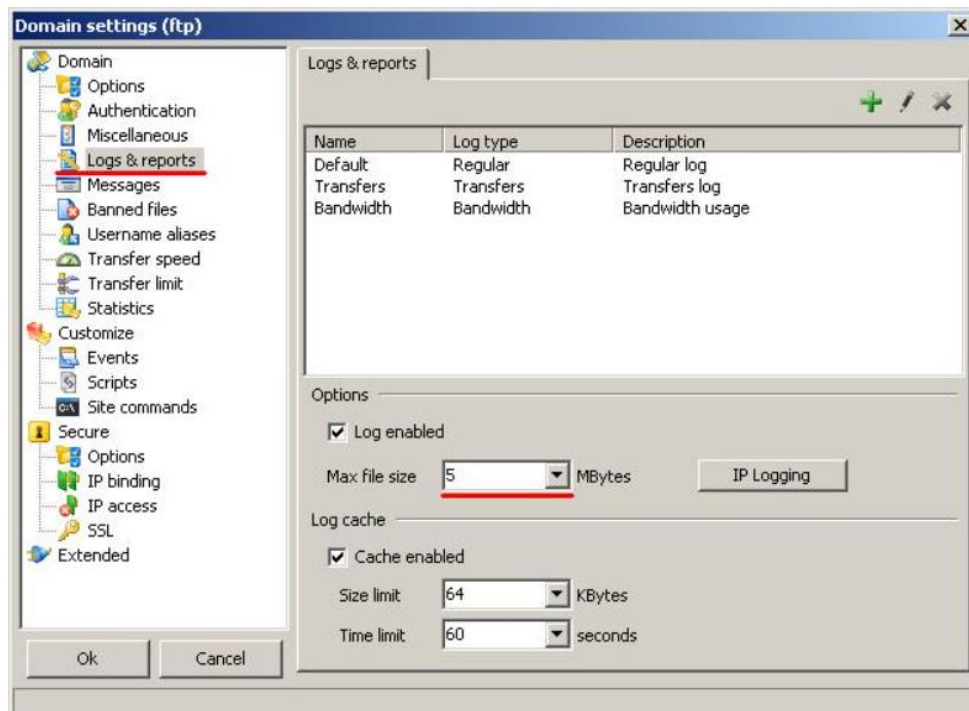 Domain settings (ftp)
Domain
Options
Authentication
Miscellaneous
Logs & reports
Messages
Banned files
Username aliases
Transfer speed
Transfer limit
Statistics
Customize
Events
Scripts
Site commands
Secure
Options
IP binding
IP access
SSL
Extended
Ok Cancel
Logs & reports
Name Log type Description
Default Regular Regular log
Transfers Transfers Transfers log
Bandwidth Bandwidth Bandwidth usage
Options
Log enabled
Max file size 5 MBytes IP Logging
Log cache
Cache enabled
Size limit 64 KBytes
Time limit 60 seconds